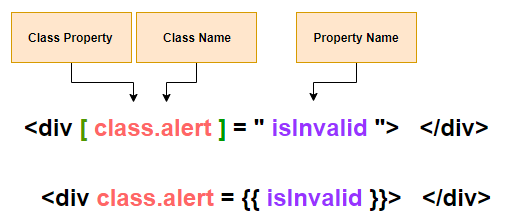 Class Property Class Name Property Name
<div [ class.alert ] = " isInvalid "> </div>
<div class.alert = {{ isInvalid }}> </div>